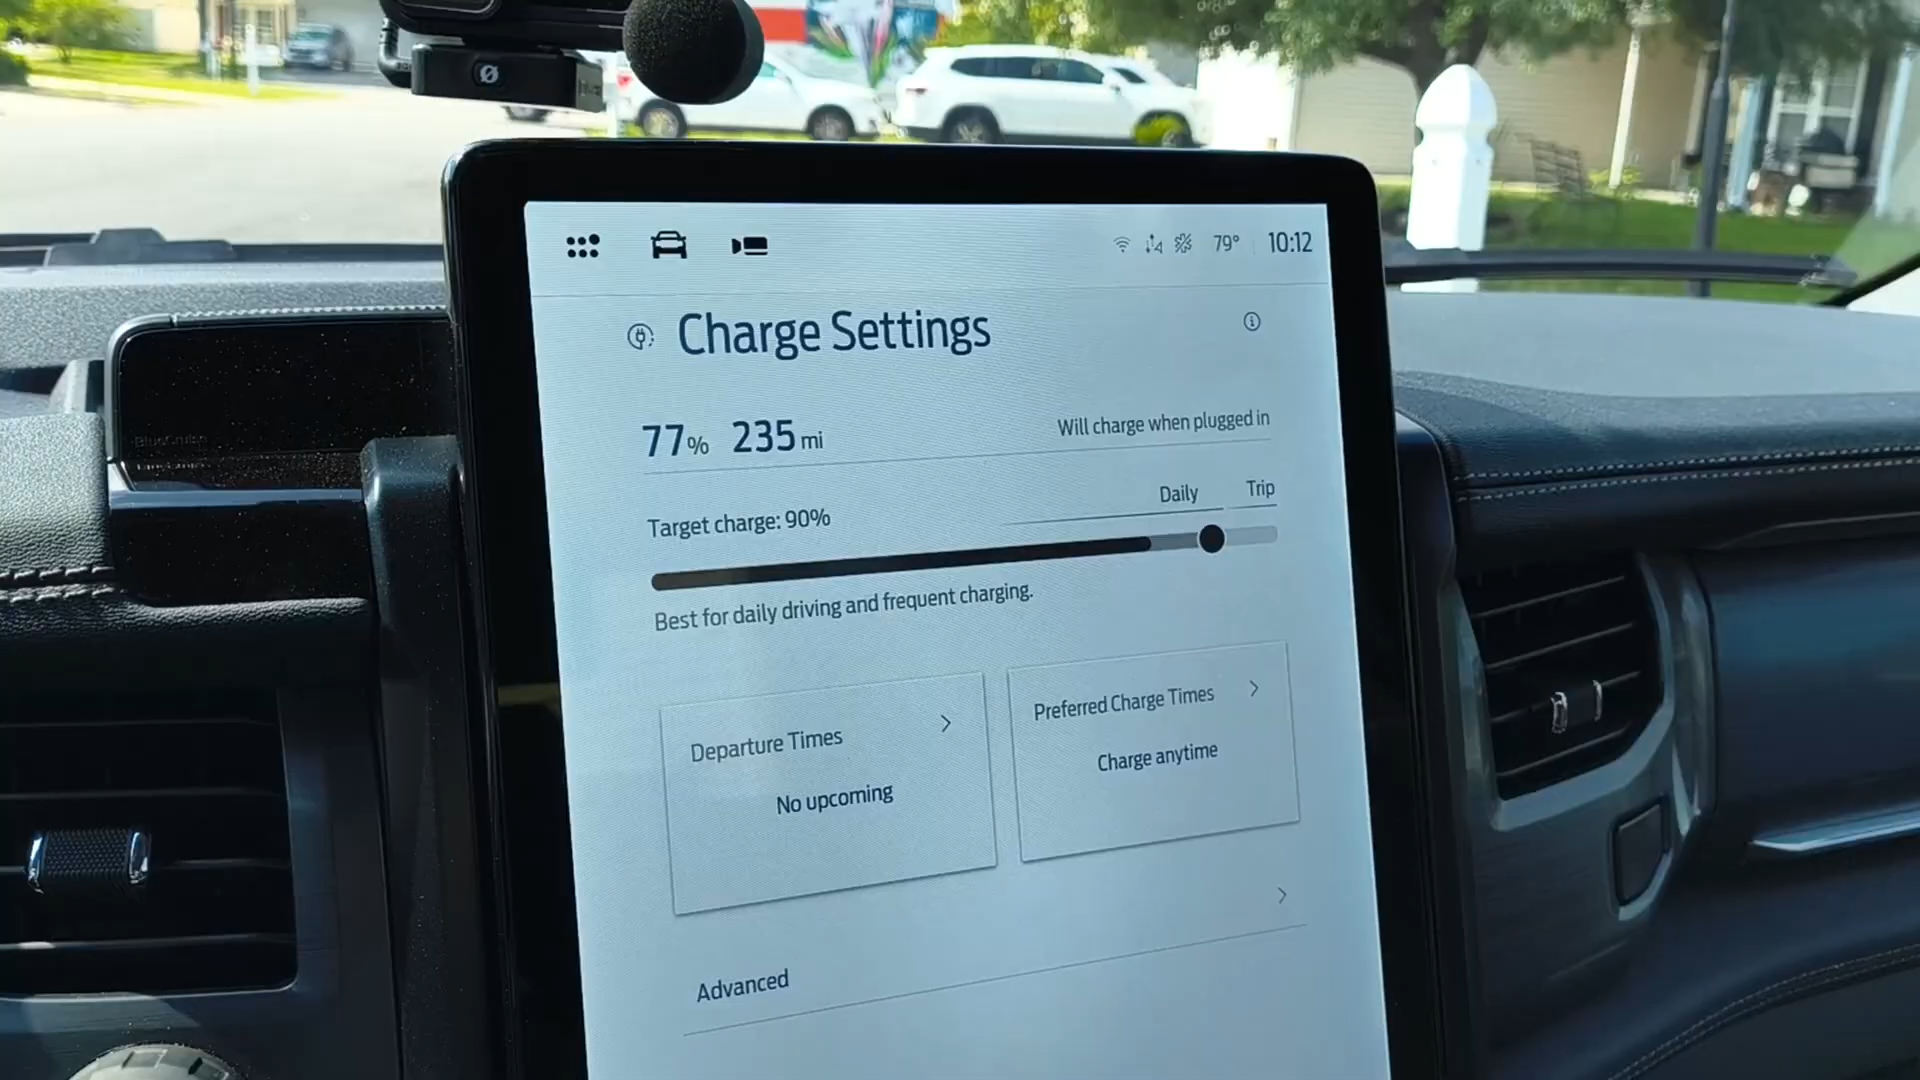 79° 10:12
Charge Settings
77% 235 mi
Will charge when plugged in
Daily Trip
Target charge: 90%
Best for daily driving and frequent charging.
Departure Times
No upcoming
Preferred Charge Times
Charge anytime
Advanced
BlueCruise